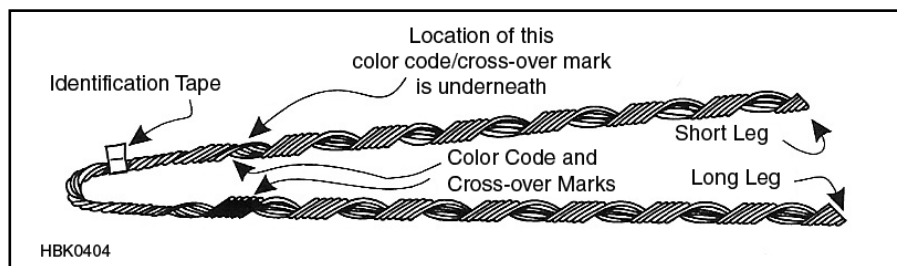 Location of this
color code/cross-over mark
is underneath
Identification Tape
Short Leg
Color Code and
Cross-over Marks
Long Leg
HBK0404